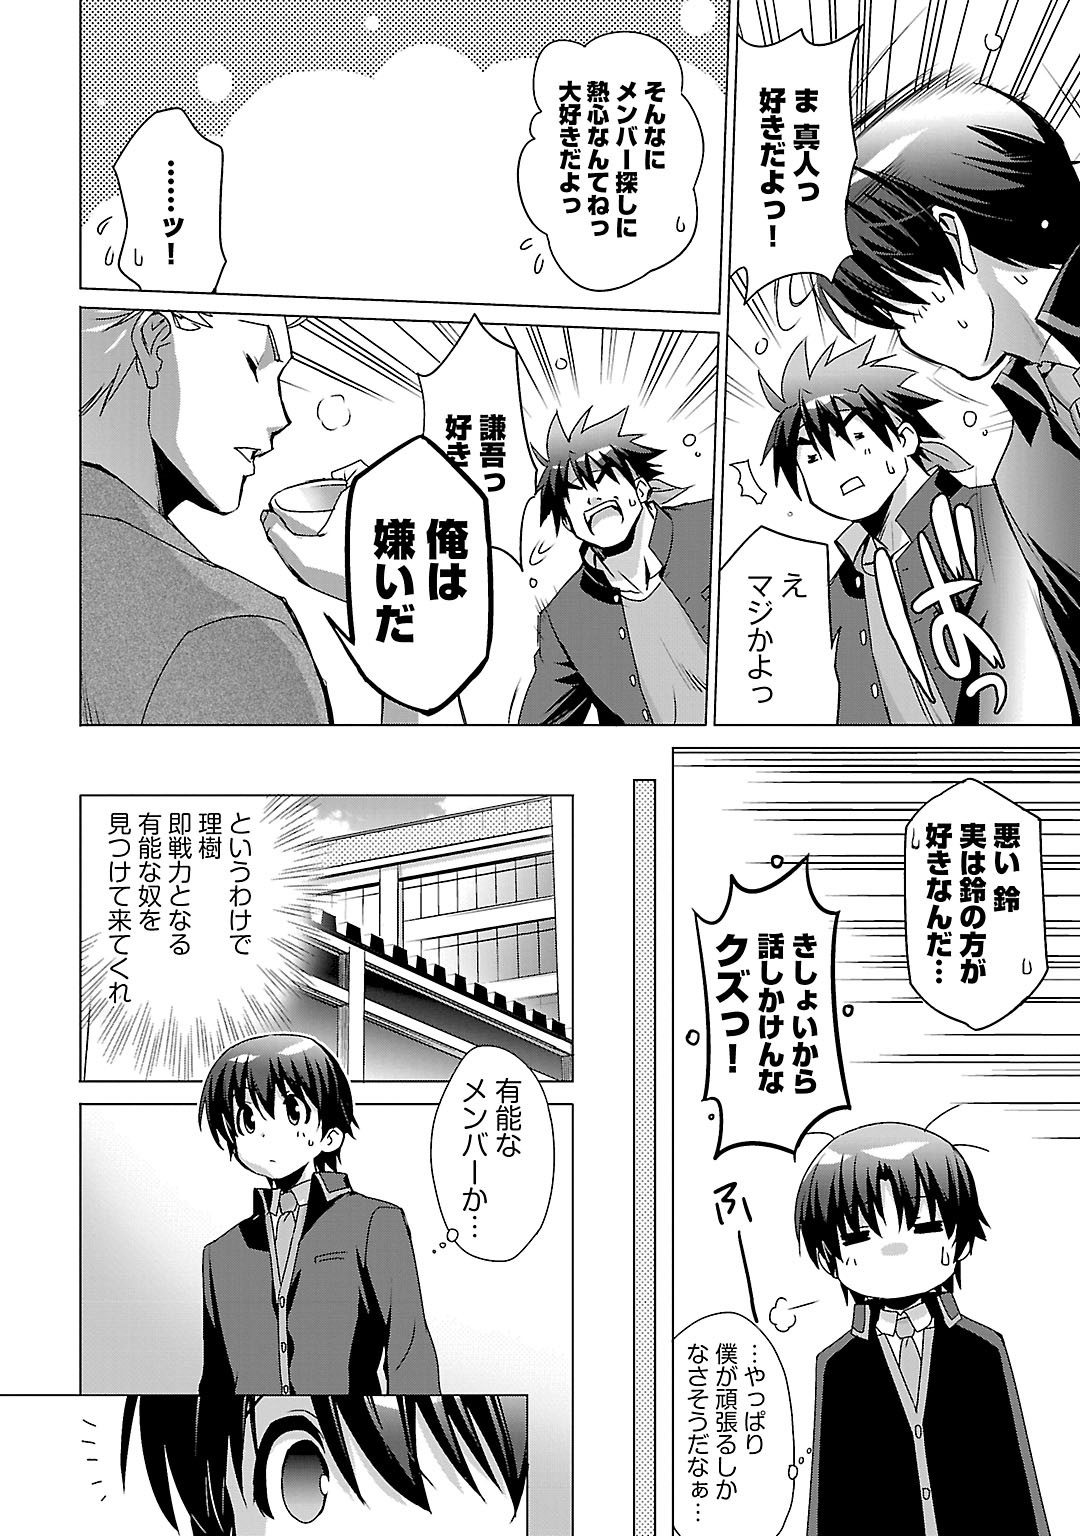 ま 真人っ
好きだよっ！
え
マジかよっ
はぁっ
そんなに
メンバー探しに
熱心なんてねっ
大好きだよっ
……ッ！
謙吾っ
好き
俺は
嫌いだ
悪い 鈴
実は鈴の方が
好きなんだ…
きしょいから
話しかけんな
クズっ！
ふー
…やっぱり
僕が頑張るしか
なさそうだなぁ…
というわけで
理樹
即戦力となる
有能な奴を
見つけて来てくれ
有能な
メンバーか…